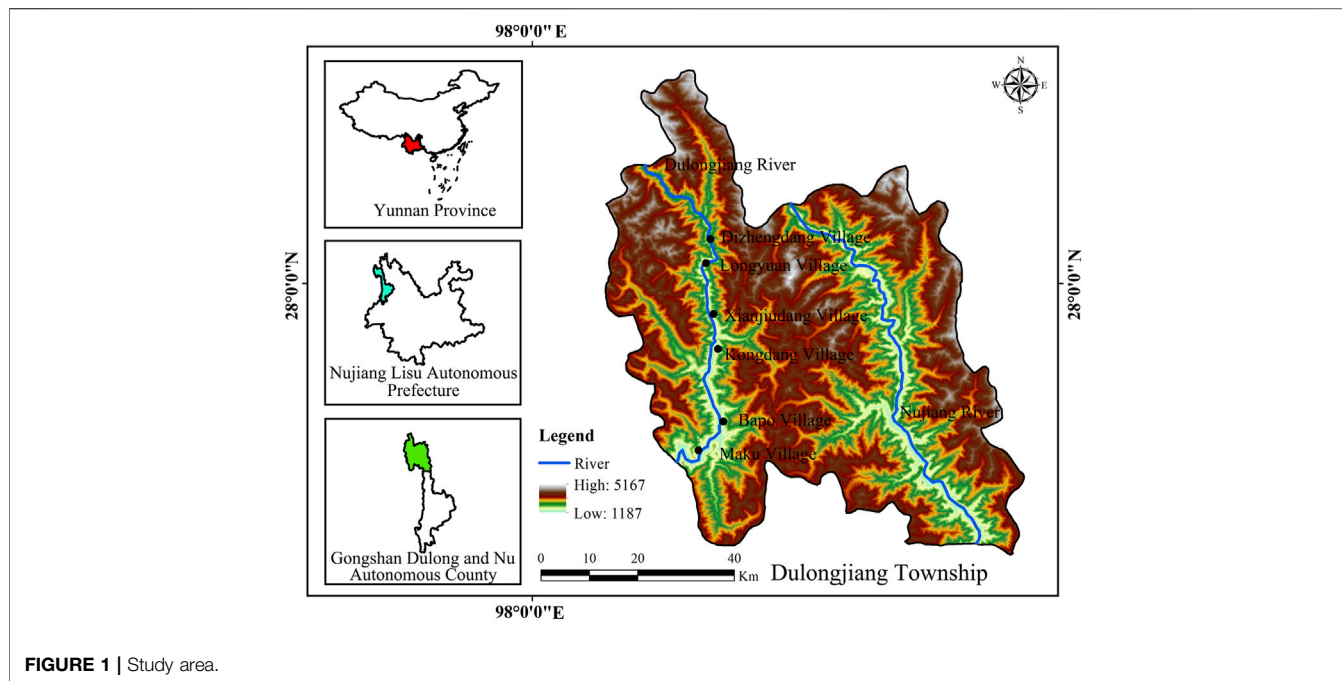 98°0'0" E
N
W
E
S
Yunnan Province
Dulongjiang River
Dizhengdang Village
Longyuan Village
28°0'0"N
28°0'0" N
Xianjiudang Village
Kongdang Village
Nujiang Lisu Autonomous
Prefecture
Nujiang River
Bapo Village
Maku Village
Legend
River
High: 5167
Low: 1187
Gongshan Dulong and Nu
Autonomous County
0 10 20 40
Km
Dulongjiang Township
98°0'0"E
FIGURE 1 | Study area.